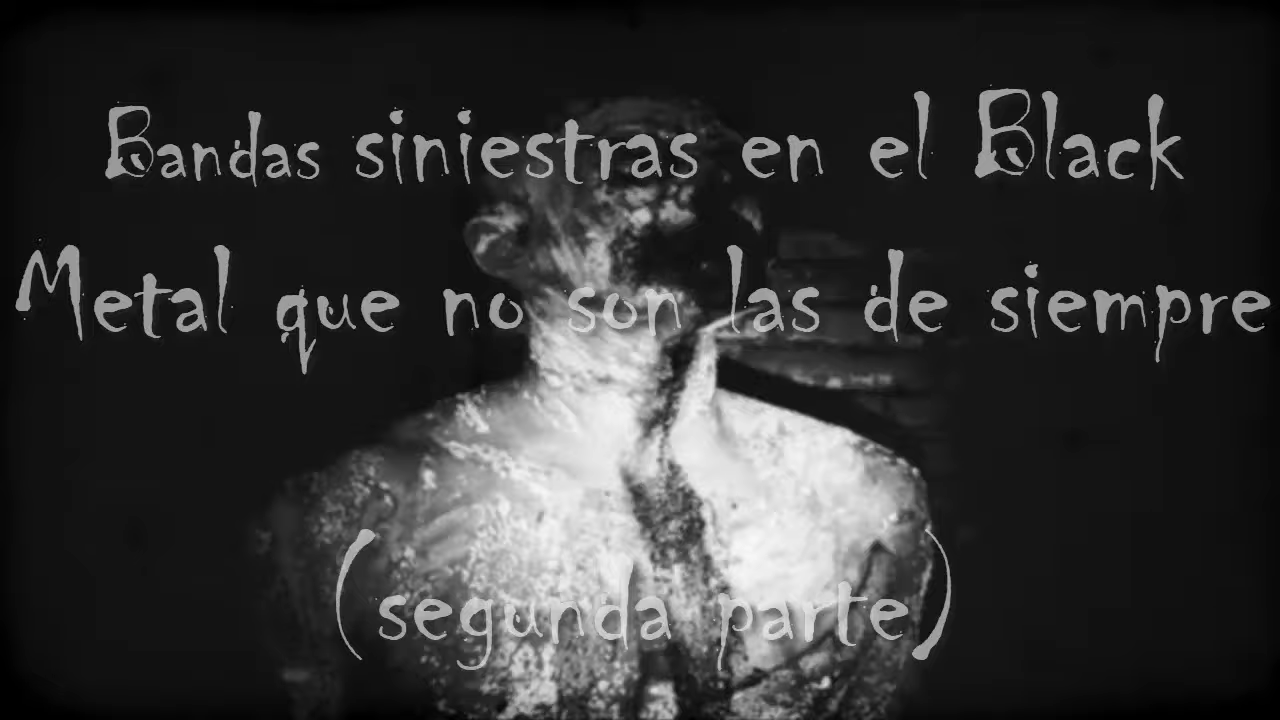 Bandas siniestras en el Black
Metal que no son las de siempre
(segunda parte)